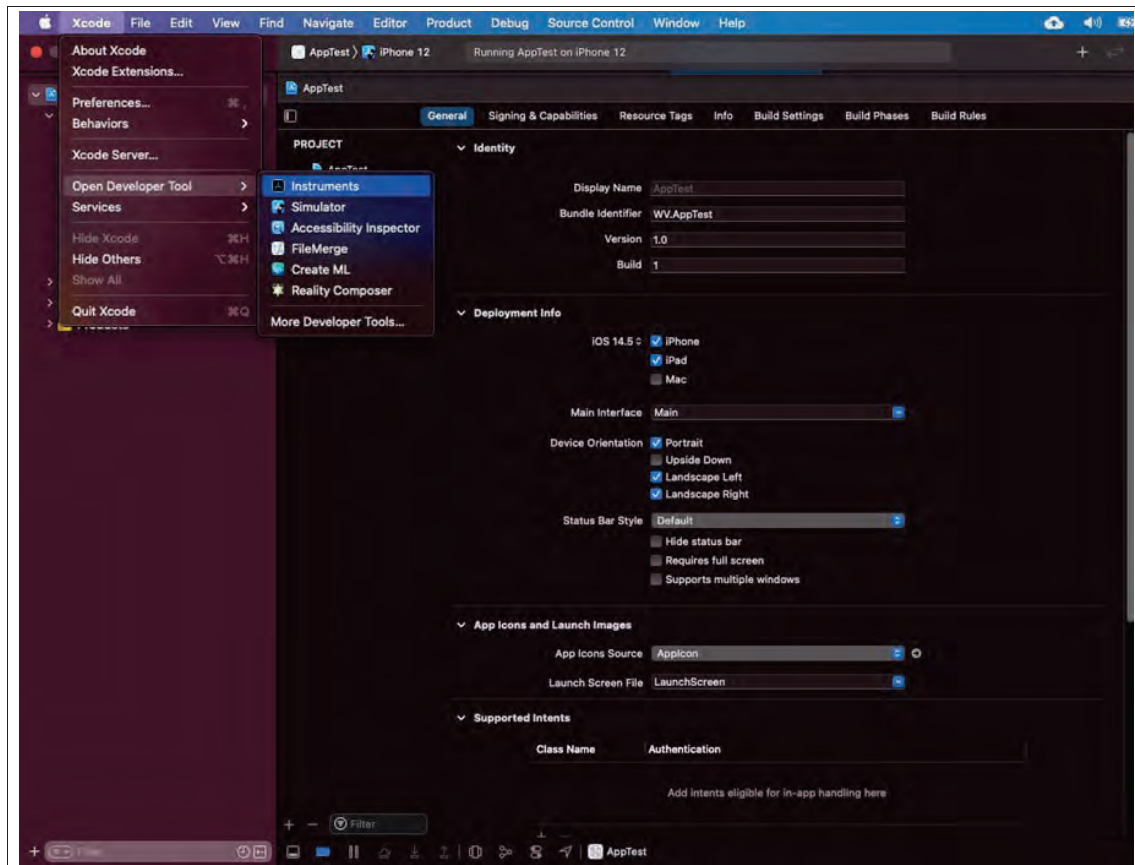 Xcode File Edit View Find Navigate Editor Product Debug Source Control Window Help
AppTest 〉 iPhone 12 Running AppTest on iPhone 12
About Xcode
Xcode Extensions...
Preferences... ⌘ ,
Behaviors
Xcode Server...
Open Developer Tool
Services
Hide Xcode ⌘H
Hide Others ⌥⌘H
Show All
Quit Xcode ⌘Q
Instruments
Simulator
Accessibility Inspector
FileMerge
Create ML
Reality Composer
More Developer Tools...
Products
AppTest
General Signing & Capabilities Resource Tags Info Build Settings Build Phases Build Rules
PROJECT
AppTest
Identity
Display Name AppTest
Bundle Identifier WV.AppTest
Version 1.0
Build 1
Deployment Info
iOS 14.5 iPhone
iPad
Mac
Main Interface Main
Device Orientation Portrait
Upside Down
Landscape Left
Landscape Right
Status Bar Style Default
Hide status bar
Requires full screen
Supports multiple windows
App Icons and Launch Images
App Icons Source AppIcon
Launch Screen File LaunchScreen
Supported Intents
Class Name Authentication
Add intents eligible for in-app handling here
+ − Filter
+ Filter AppTest